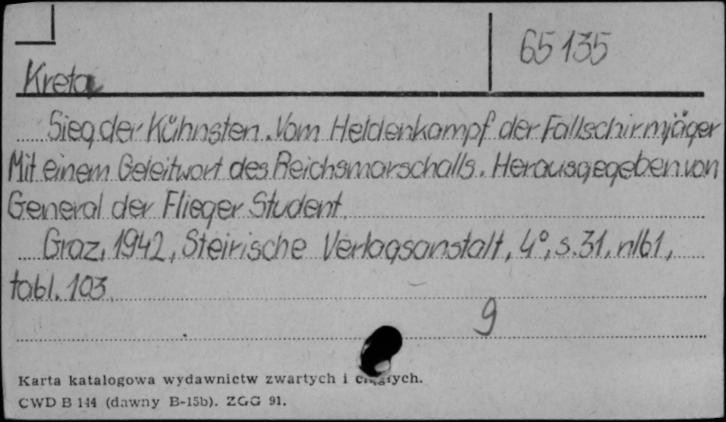 65135
Kreta
Sieg der Kühnsten. Vom Heldenkampf der Fallschirmjäger
Mit einem Geleitwort des Reichsmarschalls. Herausgegeben von
General der Flieger Student.
Graz, 1942, Steirische Verlagsanstalt, 4°, s.31, nlb1,
tabl. 103
9
Karta katalogowa wydawnictw zwartych i ciągłych.
CWD B 144 (dawny B-15b). ZGG 91.